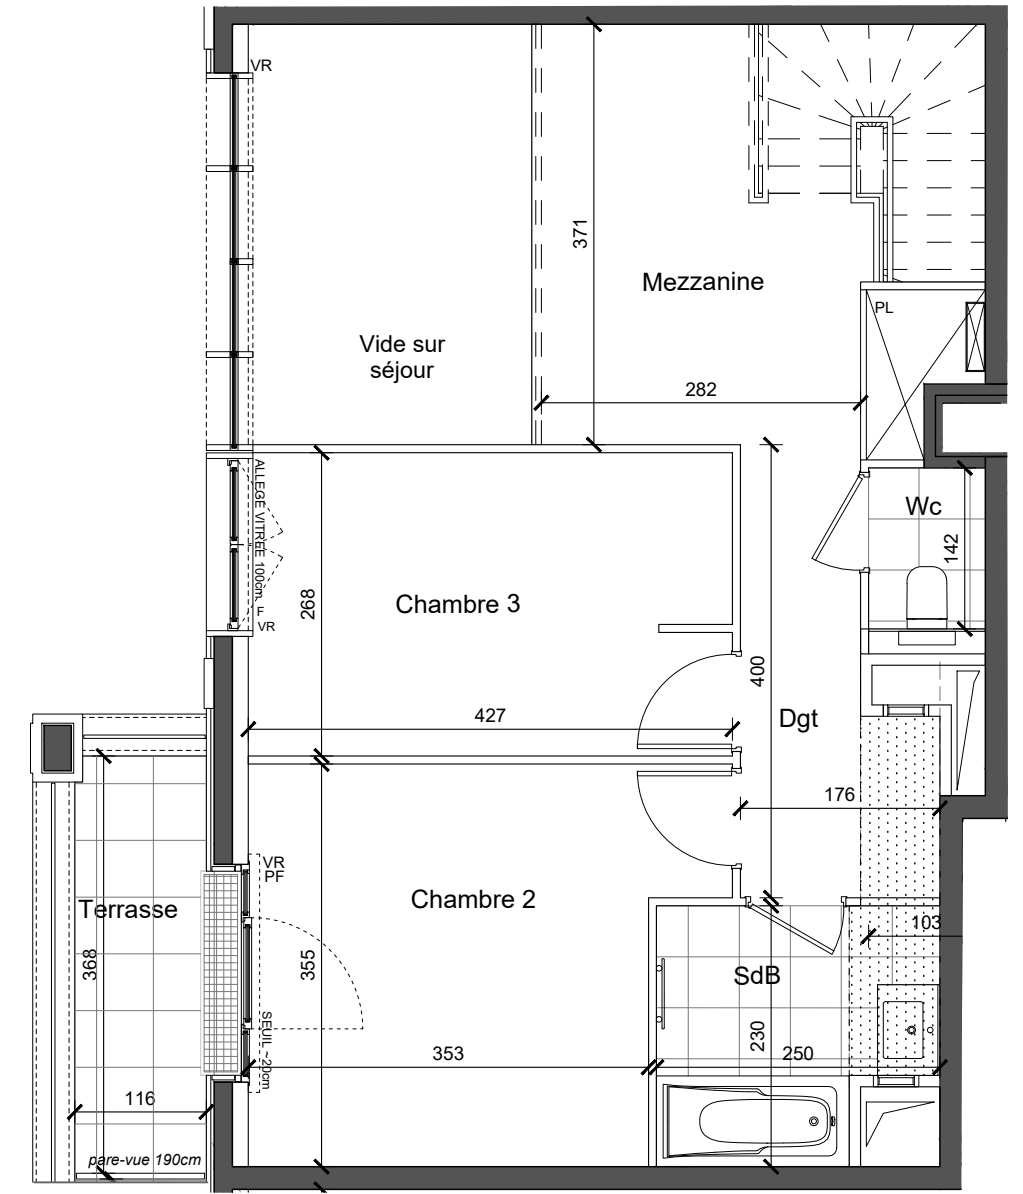 VR
371
Mezzanine
PL
Vide sur
séjour
282
ALLEGE VITREE 100cm
F
VR
Wc
142
Chambre 3
268
400
427
Dgt
176
VR
PF
Chambre 2
Terrasse
368
355
103
SdB
SEUIL ~20cm
230
353
250
116
pare-vue 190cm